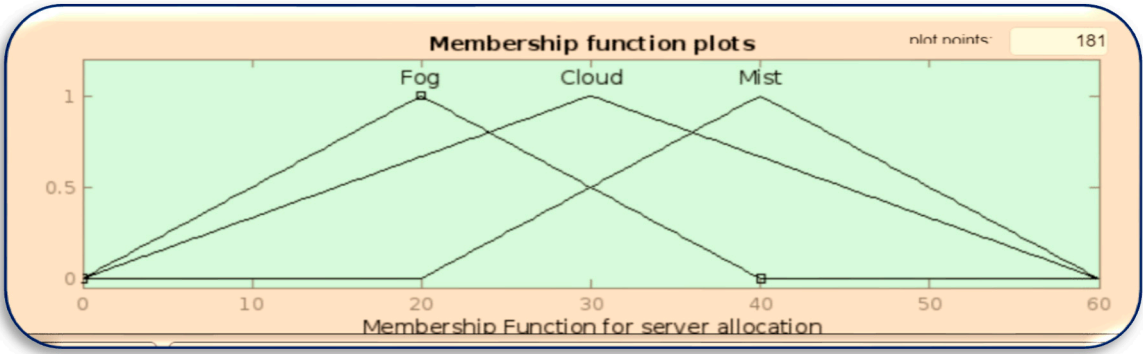 Membership function plots
plot points: 181
Fog Cloud Mist
1
0.5
0
0 10 20 30 40 50 60
Membership Function for server allocation